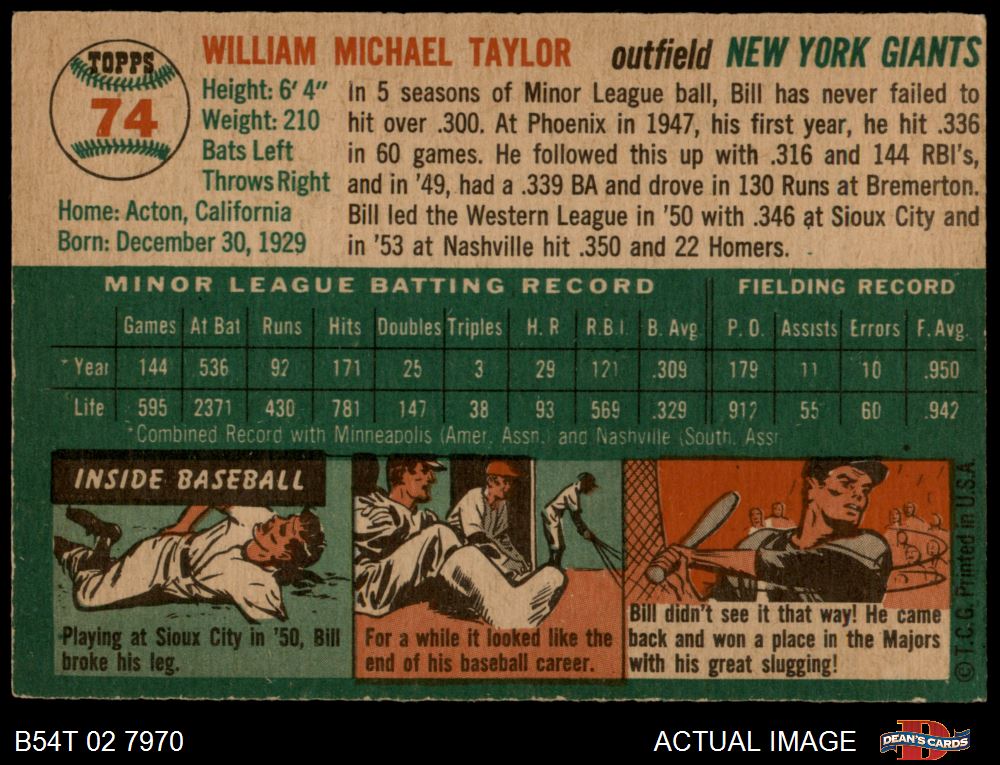 TOPPS
74
WILLIAM MICHAEL TAYLOR outfield NEW YORK GIANTS
Height: 6' 4"
Weight: 210
Bats Left
Throws Right
Home: Acton, California
Born: December 30, 1929
In 5 seasons of Minor League ball, Bill has never failed to
hit over .300. At Phoenix in 1947, his first year, he hit .336
in 60 games. He followed this up with .316 and 144 RBI's,
and in '49, had a .339 BA and drove in 130 Runs at Bremerton.
Bill led the Western League in '50 with .346 at Sioux City and
in '53 at Nashville hit .350 and 22 Homers.
MINOR LEAGUE BATTING RECORD FIELDING RECORD
Games At Bat Runs Hits Doubles Triples H. R R.B.I. B. Avg P. O. Assists Errors F. Avg.
*Year 144 536 92 171 25 3 29 121 .309 179 11 10 .950
Life 595 2371 430 781 147 38 93 569 .329 912 55 60 .942
*Combined Record with Minneapolis (Amer. Assn.) and Nashville (South. Assn
INSIDE BASEBALL
Playing at Sioux City in '50, Bill
broke his leg.
For a while it looked like the
end of his baseball career.
Bill didn't see it that way! He came
back and won a place in the Majors
with his great slugging!
© T.C.G. Printed in U.S.A.
B54T 02 7970
ACTUAL IMAGE
D
DEAN'S CARDS